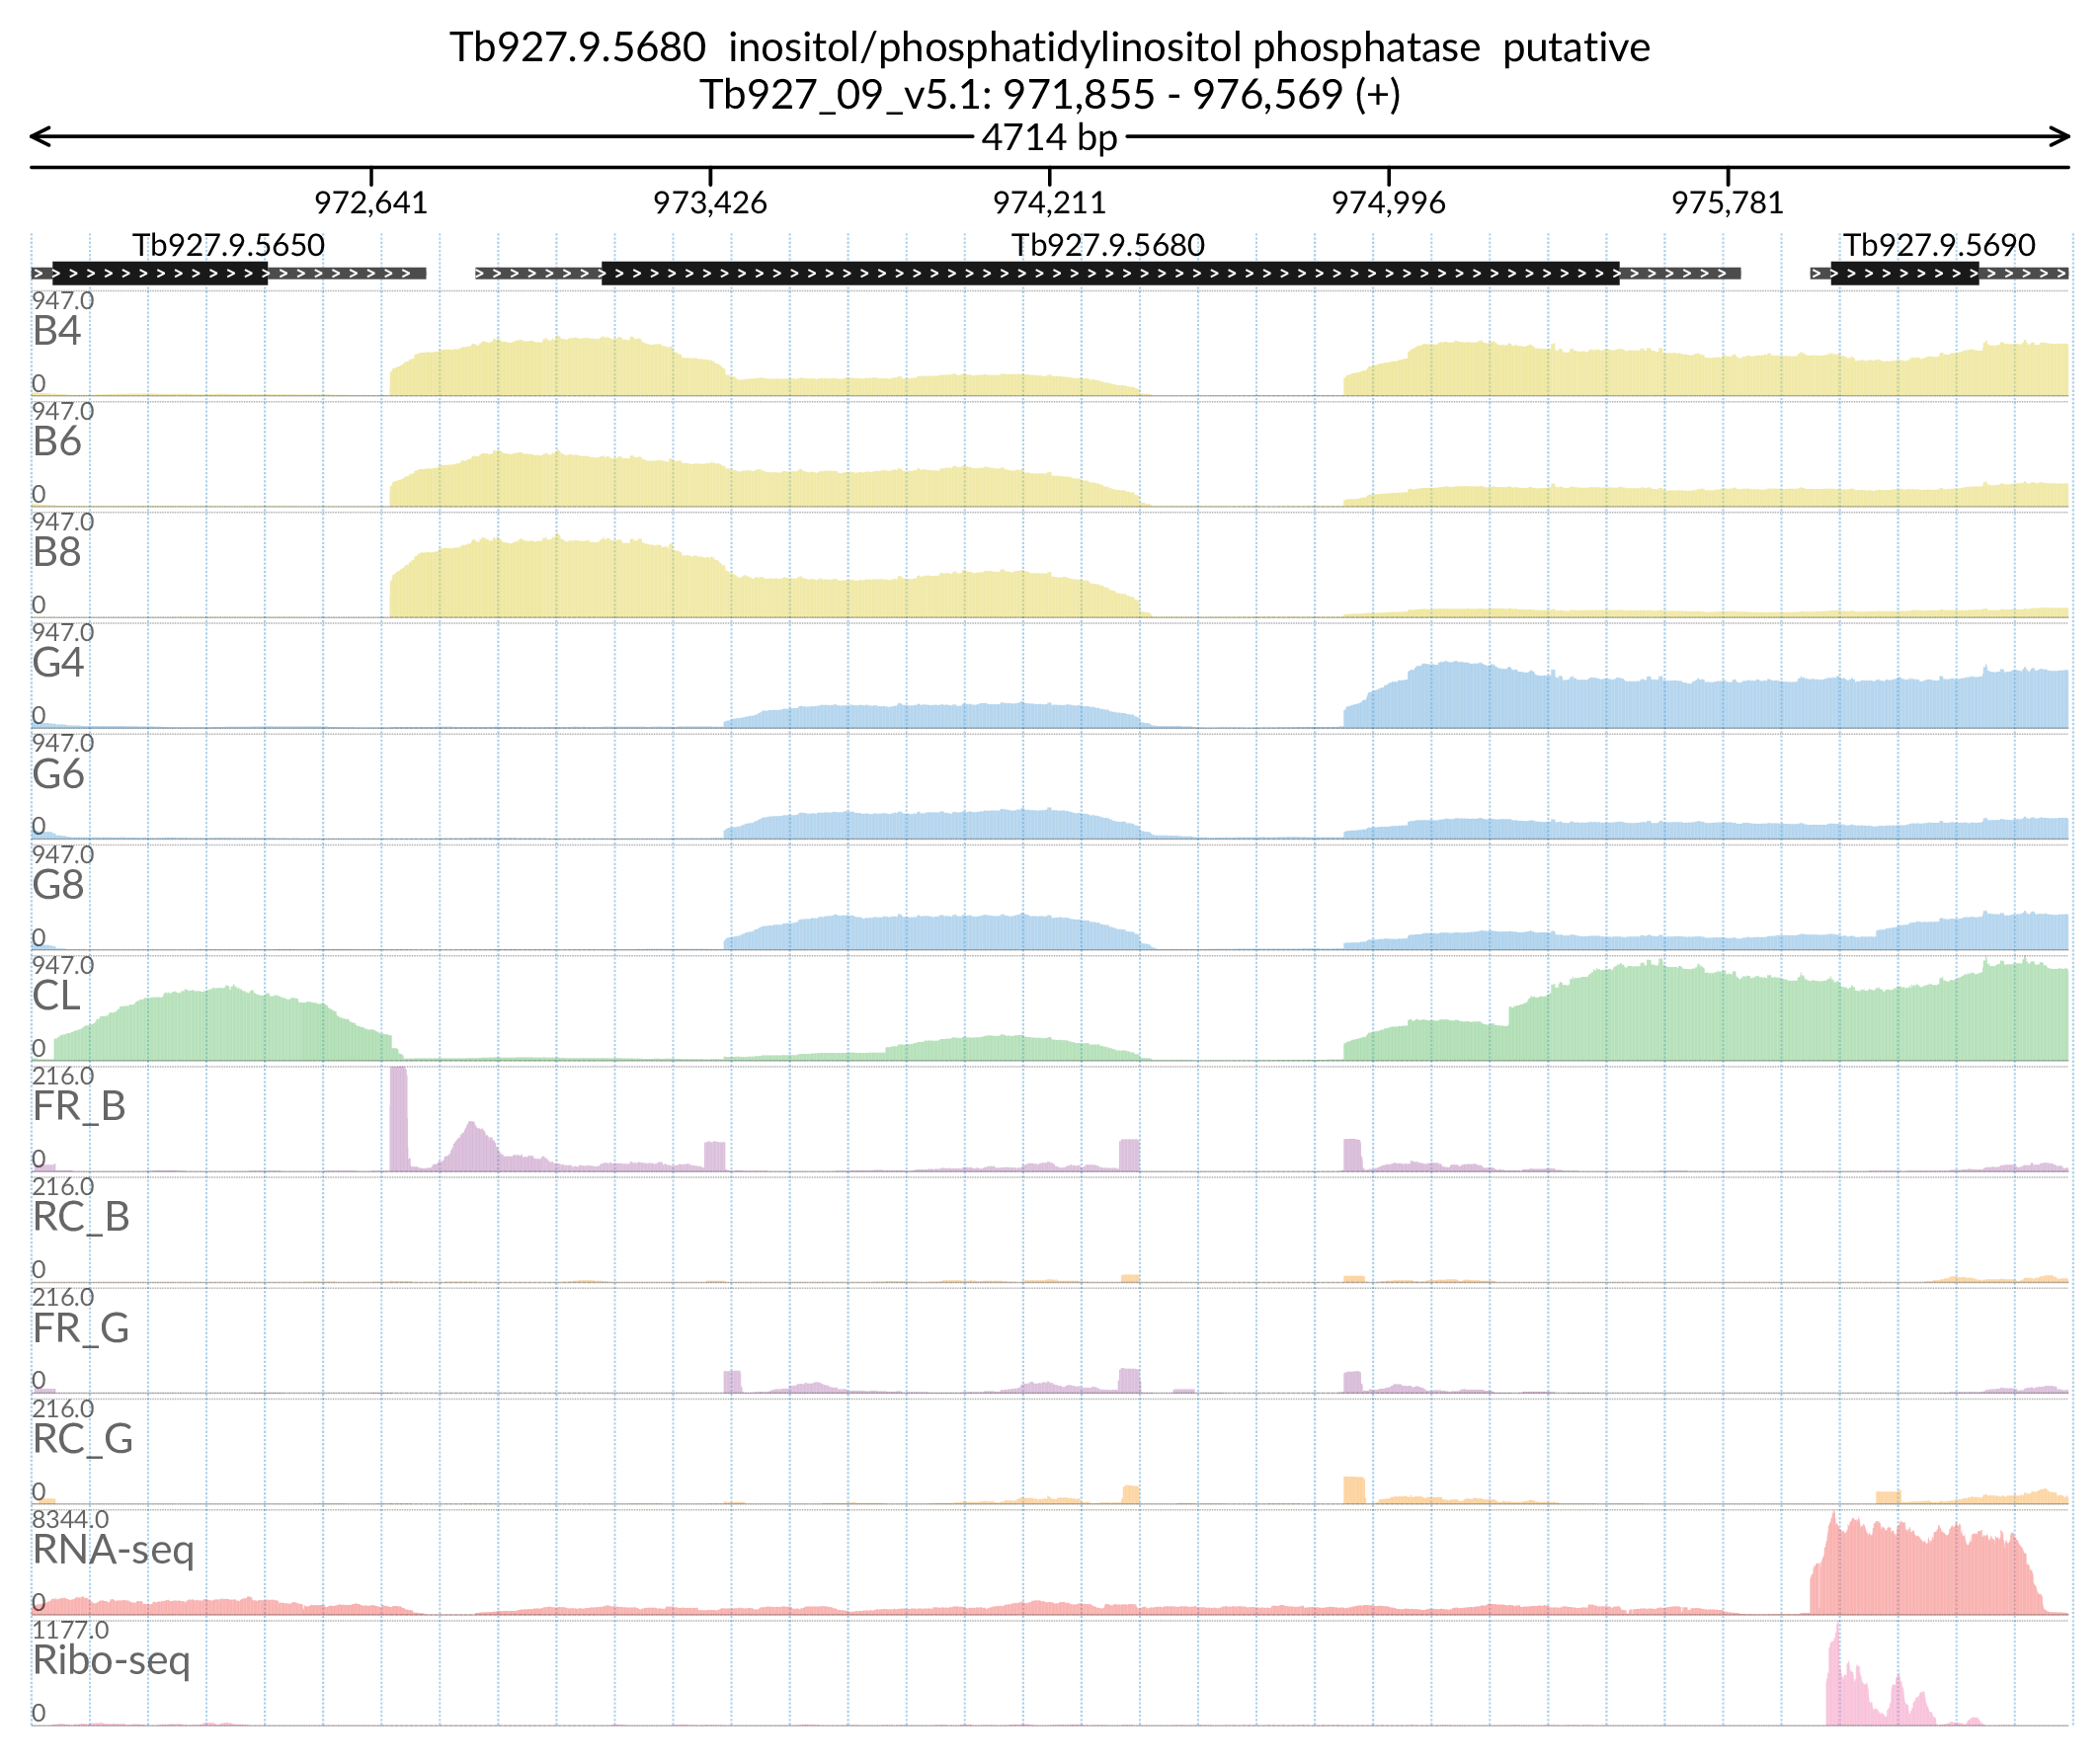 Tb927.9.5680  inositol/phosphatidylinositol phosphatase  putative
Tb927_09_v5.1: 971,855 - 976,569 (+)
4714 bp
972,641 973,426 974,211 974,996 975,781
Tb927.9.5650 Tb927.9.5680 Tb927.9.5690
947.0
B4
0
947.0
B6
0
947.0
B8
0
947.0
G4
0
947.0
G6
0
947.0
G8
0
947.0
CL
0
216.0
FR_B
0
216.0
RC_B
0
216.0
FR_G
0
216.0
RC_G
0
8344.0
RNA-seq
0
1177.0
Ribo-seq
0